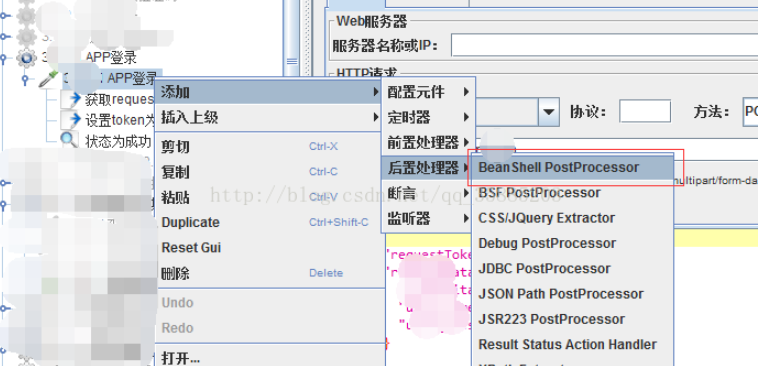 Web服务器
服务器名称或IP：
3 APP登录
HTTP请求
APP登录
添加
配置元件
协议：
方法：
获取reques
插入上级
定时器
设置token为
前置处理器
状态为成功
剪切 Ctrl-X
后置处理器
BeanShell PostProcessor
复制 Ctrl-C
multipart/form-da
粘贴 Ctrl-V
断言
BSF PostProcessor
http://blog.csdn.net/qq_
Duplicate Ctrl+Shift-C
监听器
CSS/JQuery Extractor
Reset Gui
Debug PostProcessor
requestTok
删除 Delete
JDBC PostProcessor
JSON Path PostProcessor
Undo
JSR223 PostProcessor
Redo
}
Result Status Action Handler
打开...